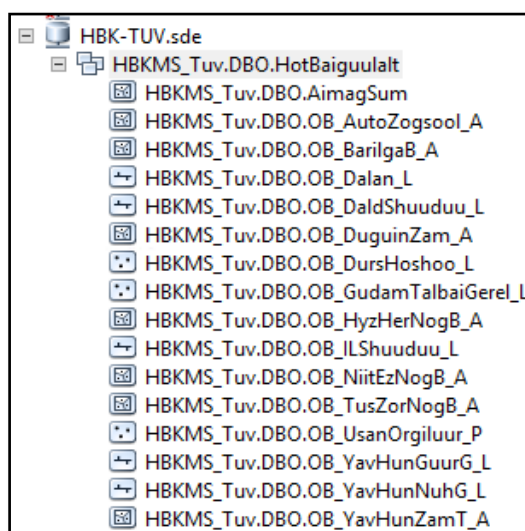 HBK-TUV.sde
HBKMS_Tuv.DBO.HotBaiguulalt
HBKMS_Tuv.DBO.AimagSum
HBKMS_Tuv.DBO.OB_AutoZogsool_A
HBKMS_Tuv.DBO.OB_BarilgaB_A
HBKMS_Tuv.DBO.OB_Dalan_L
HBKMS_Tuv.DBO.OB_DaldShuuduu_L
HBKMS_Tuv.DBO.OB_DuguinZam_A
HBKMS_Tuv.DBO.OB_DursHoshoo_L
HBKMS_Tuv.DBO.OB_GudamTalbaiGerel_L
HBKMS_Tuv.DBO.OB_HyzHerNogB_A
HBKMS_Tuv.DBO.OB_ILShuuduu_L
HBKMS_Tuv.DBO.OB_NiitEzNogB_A
HBKMS_Tuv.DBO.OB_TusZorNogB_A
HBKMS_Tuv.DBO.OB_UsanOrgiluur_P
HBKMS_Tuv.DBO.OB_YavHunGuurG_L
HBKMS_Tuv.DBO.OB_YavHunNuhG_L
HBKMS_Tuv.DBO.OB_YavHunZamT_A